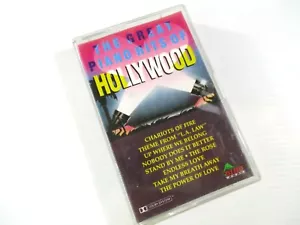 THE GREAT
PIANO HITS OF
HOLLYWOOD
CHARIOTS OF FIRE
THEME FROM "L.A. LAW"
UP WHERE WE BELONG
NOBODY DOES IT BETTER
STAND BY ME • THE ROSE
ENDLESS LOVE
TAKE MY BREATH AWAY
THE POWER OF LOVE